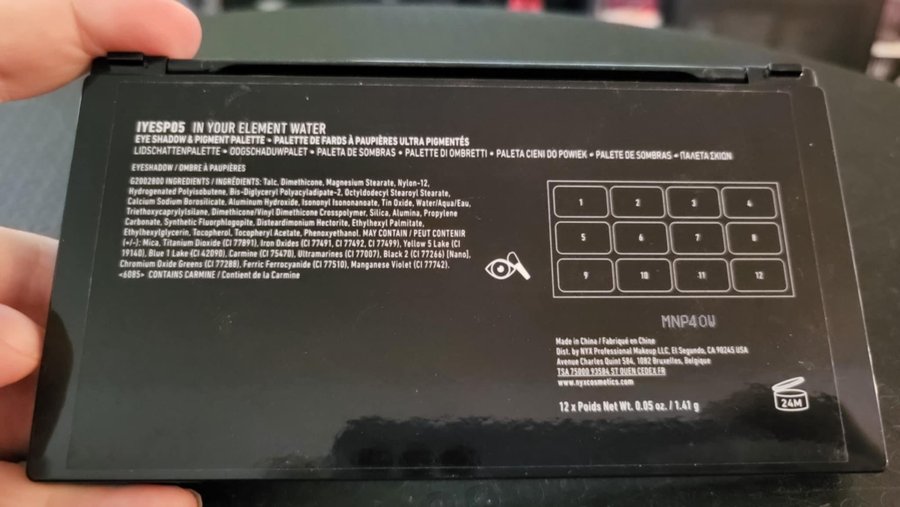 IYESP05 IN YOUR ELEMENT WATER
EYE SHADOW & PIGMENT PALETTE • PALETTE DE FARDS À PAUPIÈRES ULTRA PIGMENTÉS
LIDSCHATTENPALETTE • OOGSCHADUWPALET • PALETA DE SOMBRAS • PALETTE DI OMBRETTI • PALETA CIENI DO POWIEK • PALETE DE SOMBRAS • ΠΑΛΕΤΑ ΣΚΙΩΝ
EYESHADOW / OMBRE À PAUPIÈRES
G2002800 INGREDIENTS / INGRÉDIENTS: Talc, Dimethicone, Magnesium Stearate, Nylon-12,
Hydrogenated Polyisobutene, Bis-Diglyceryl Polyacyladipate-2, Octyldodecyl Stearoyl Stearate,
Calcium Sodium Borosilicate, Aluminum Hydroxide, Isononyl Isononanoate, Tin Oxide, Water/Aqua/Eau,
Triethoxycaprylylsilane, Dimethicone/Vinyl Dimethicone Crosspolymer, Silica, Alumina, Propylene
Carbonate, Synthetic Fluorphlogopite, Disteardimonium Hectorite, Ethylhexyl Palmitate,
Ethylhexylglycerin, Tocopherol, Tocopheryl Acetate, Phenoxyethanol. MAY CONTAIN / PEUT CONTENIR
(+/-): Mica, Titanium Dioxide (CI 77891), Iron Oxides (CI 77491, CI 77492, CI 77499), Yellow 5 Lake (CI
19140), Blue 1 Lake (CI 42090), Carmine (CI 75470), Ultramarines (CI 77007), Black 2 (CI 77266) [Nano],
Chromium Oxide Greens (CI 77288), Ferric Ferrocyanide (CI 77510), Manganese Violet (CI 77742).
<6085> CONTAINS CARMINE / Contient de la Carmine
1 2 3 4
5 6 7 8
9 10 11 12
MNP40W
Made in China / Fabriqué en Chine
Dist. by NYX Professional Makeup LLC, El Segundo, CA 90245 USA
Avenue Charles Quint 584, 1082 Bruxelles, Belgique
TSA 75000 93584 ST OUEN CEDEX FR
www.nyxcosmetics.com
12 x Poids Net Wt. 0.05 oz. / 1.41 g
24M